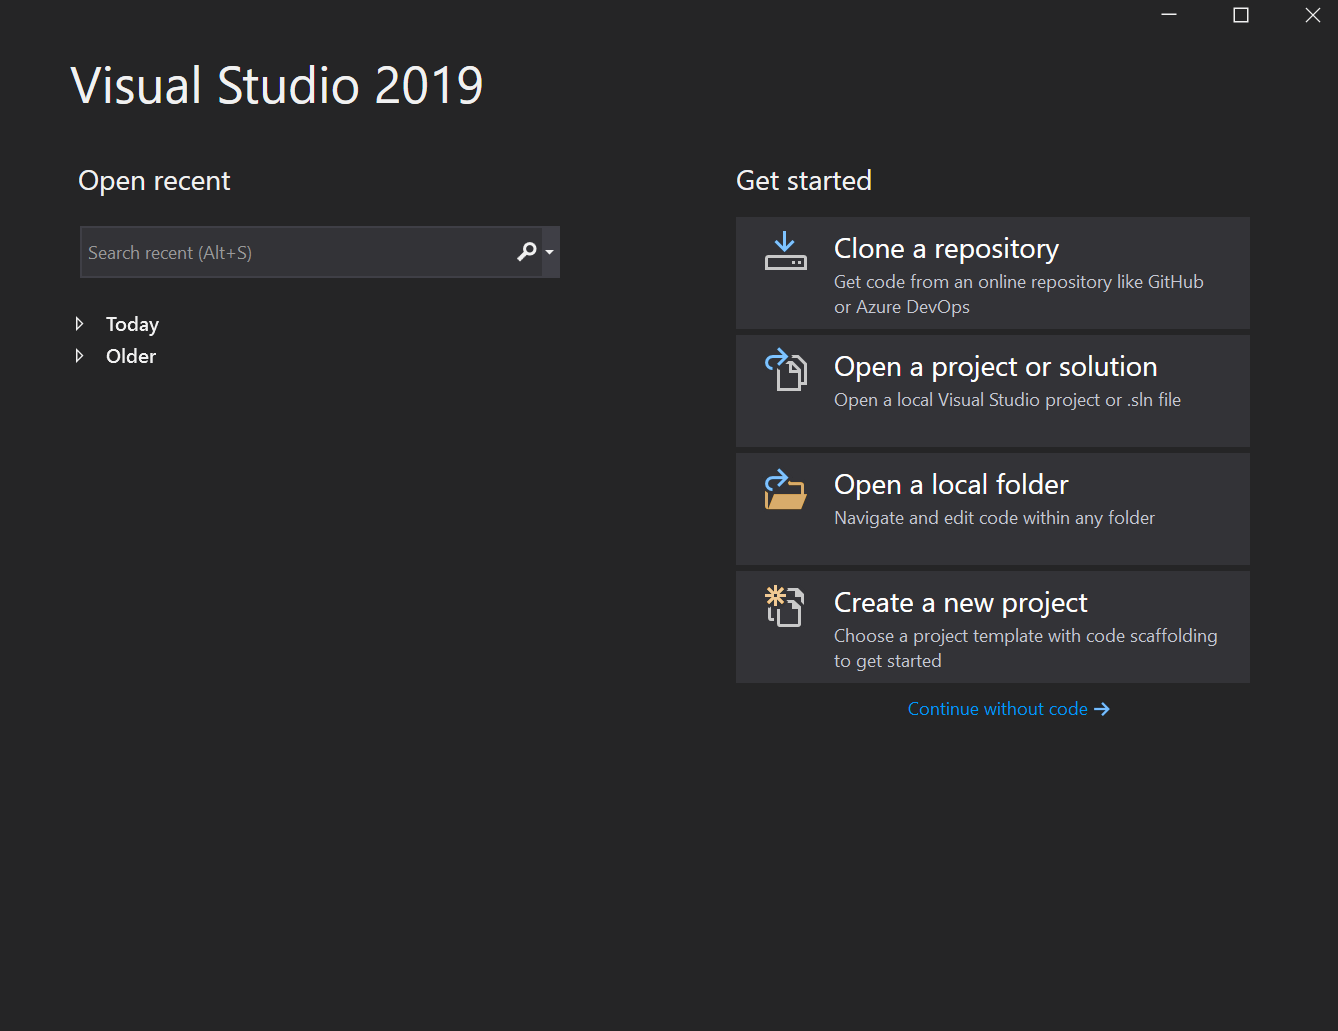 Visual Studio 2019
Open recent
Search recent (Alt+S)
Today
Older
Get started
Clone a repository
Get code from an online repository like GitHub
or Azure DevOps
Open a project or solution
Open a local Visual Studio project or .sln file
Open a local folder
Navigate and edit code within any folder
Create a new project
Choose a project template with code scaffolding
to get started
Continue without code